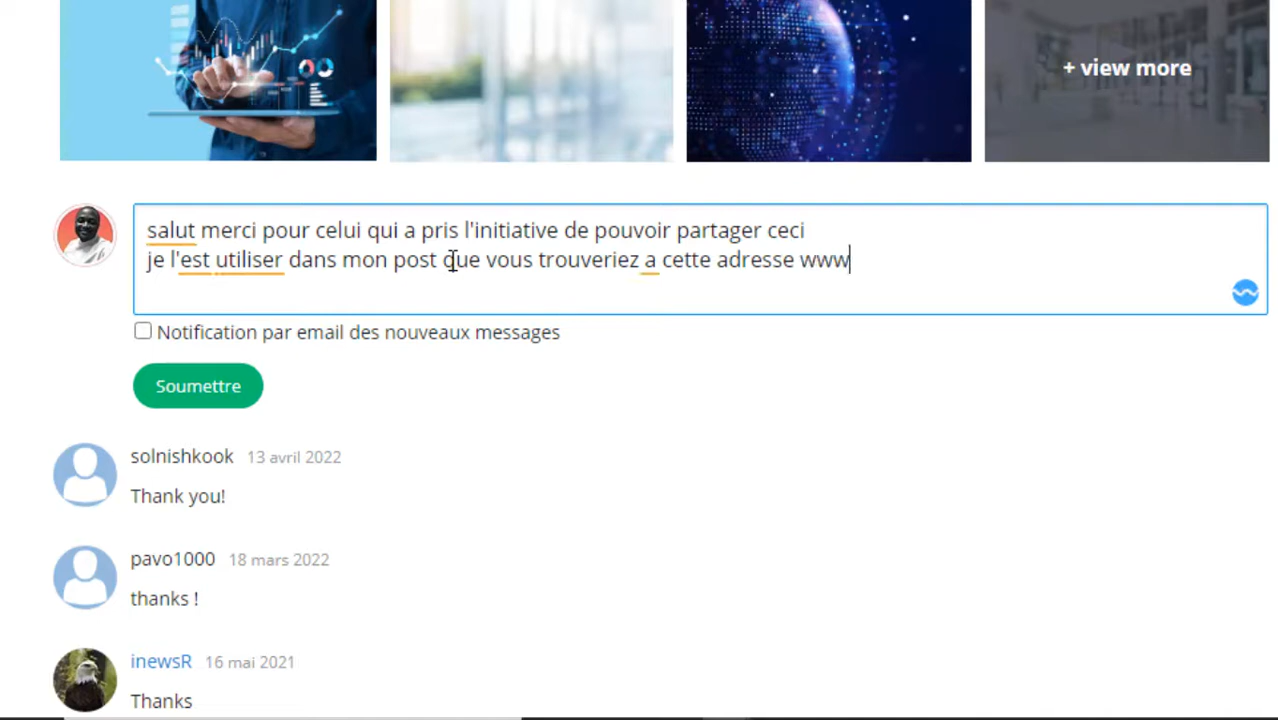 + view more
salut merci pour celui qui a pris l'initiative de pouvoir partager ceci
je l'est utiliser dans mon post que vous trouveriez a cette adresse www
Notification par email des nouveaux messages
Soumettre
solnishkook 13 avril 2022
Thank you!
pavo1000 18 mars 2022
thanks !
inewsR 16 mai 2021
Thanks